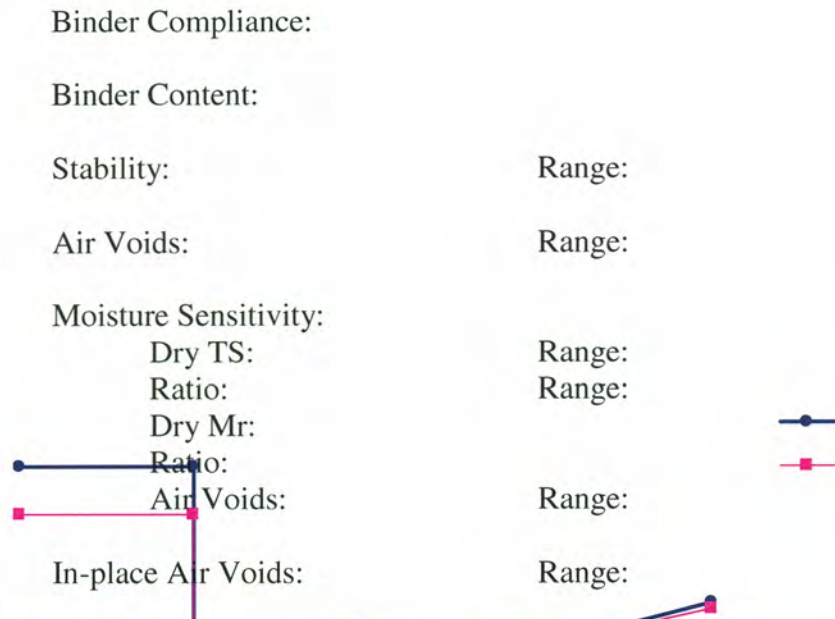 Binder Compliance:
Binder Content:
Stability: Range:
Air Voids: Range:
Moisture Sensitivity:
Dry TS: Range:
Ratio: Range:
Dry Mr:
Ratio:
Air Voids: Range:
In-place Air Voids: Range: